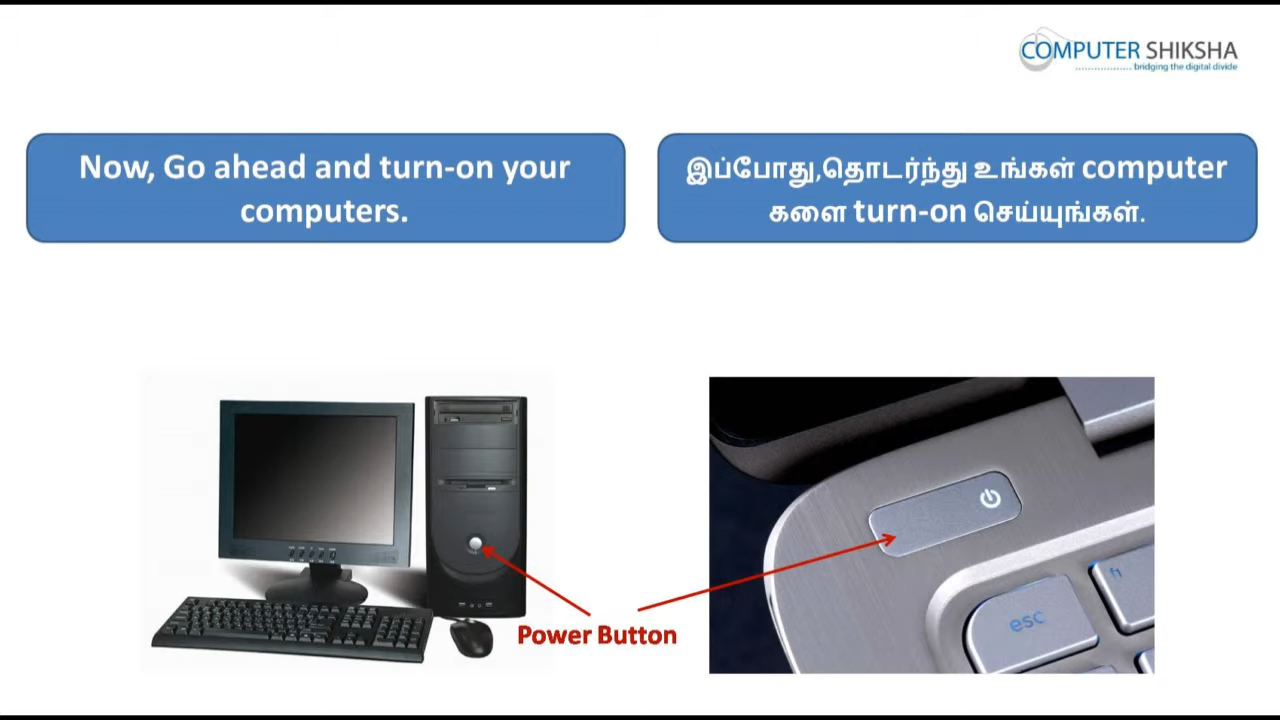 COMPUTER SHIKSHA
bridging the digital divide
Now, Go ahead and turn-on your
computers.
இப்போது,தொடர்ந்து உங்கள் computer
களை turn-on செய்யுங்கள்.
Power Button
esc
f1